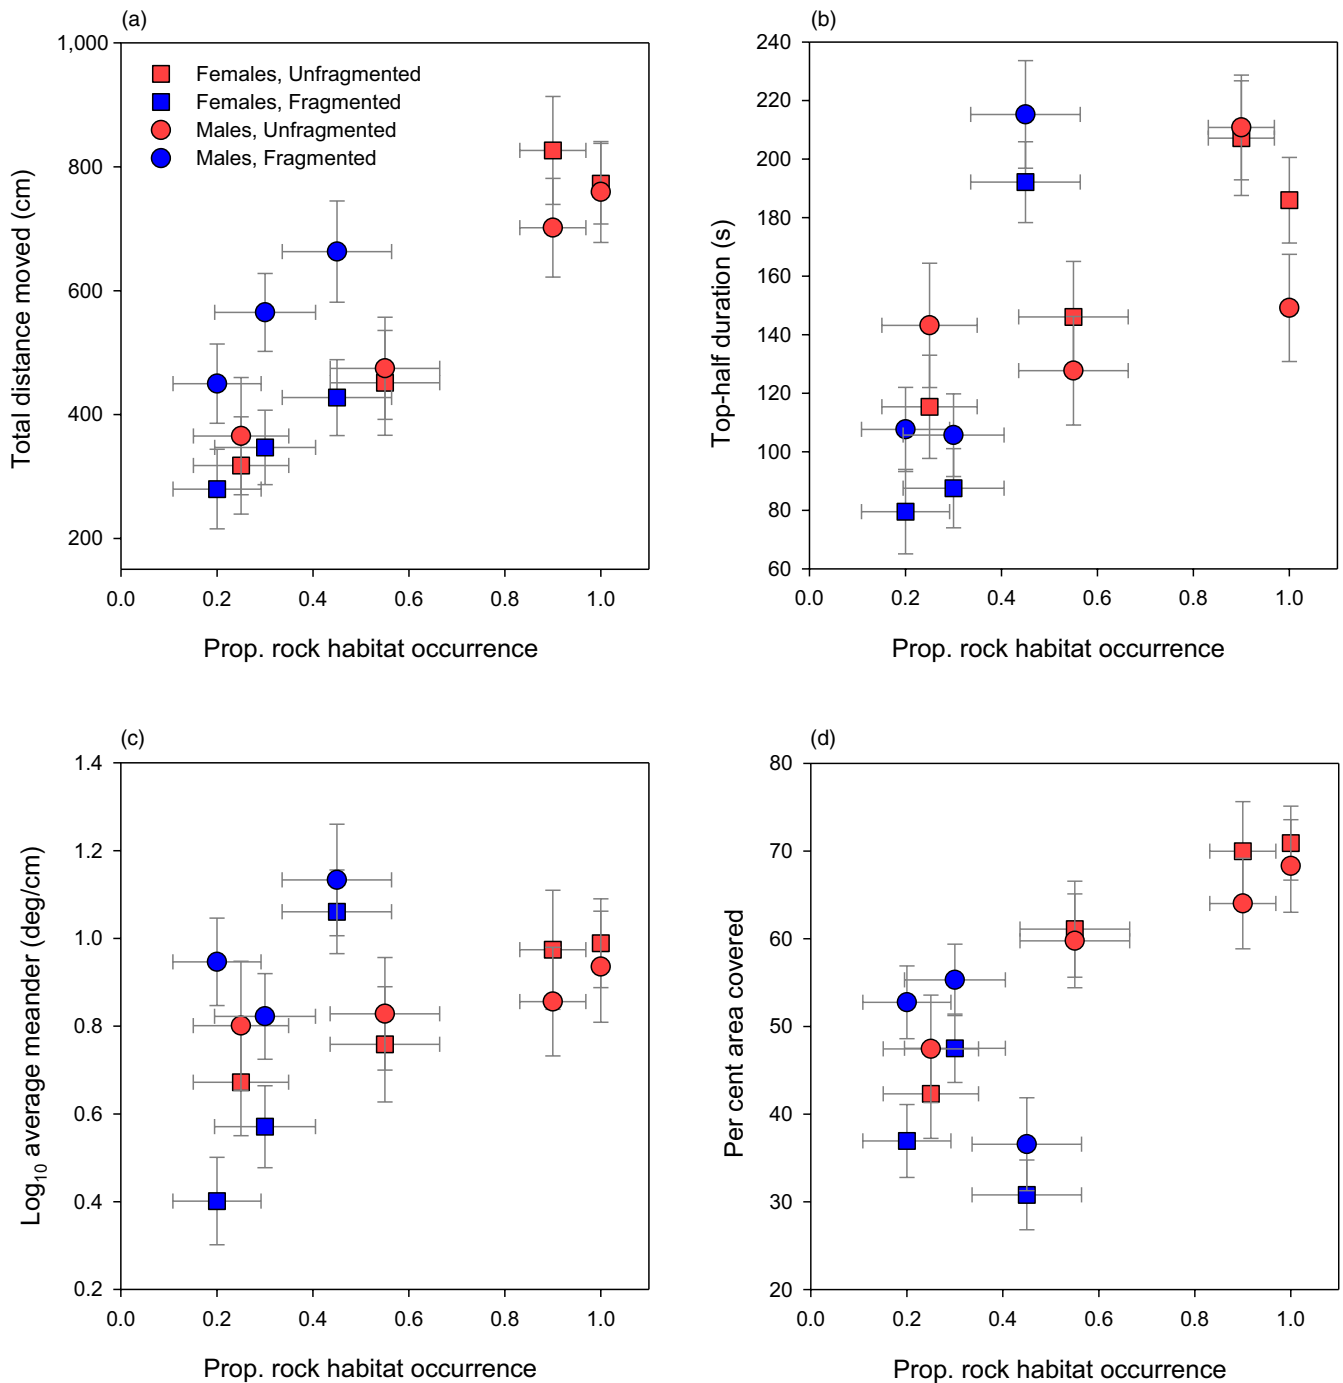 (a)
1,000
800
600
400
200
Total distance moved (cm)
Females, Unfragmented
Females, Fragmented
Males, Unfragmented
Males, Fragmented
0.0 0.2 0.4 0.6 0.8 1.0
Prop. rock habitat occurrence
(b)
240
220
200
180
160
140
120
100
80
60
Top-half duration (s)
0.0 0.2 0.4 0.6 0.8 1.0
Prop. rock habitat occurrence
(c)
1.4
1.2
1.0
0.8
0.6
0.4
0.2
Log₁₀ average meander (deg/cm)
0.0 0.2 0.4 0.6 0.8 1.0
Prop. rock habitat occurrence
(d)
80
70
60
50
40
30
20
Per cent area covered
0.0 0.2 0.4 0.6 0.8 1.0
Prop. rock habitat occurrence